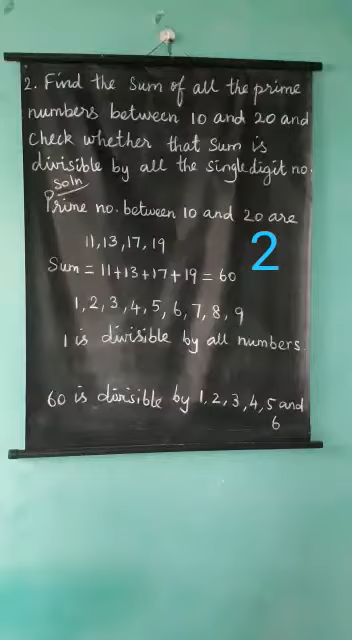 2. Find the sum of all the prime
numbers between 10 and 20 and
check whether that sum is
divisible by all the single digit no.
Soln
Prime no. between 10 and 20 are
11, 13, 17, 19
2
Sum = 11+13+17+19 = 60
1, 2, 3, 4, 5, 6, 7, 8, 9
1 is divisible by all numbers
60 is divisible by 1, 2, 3, 4, 5 and
6